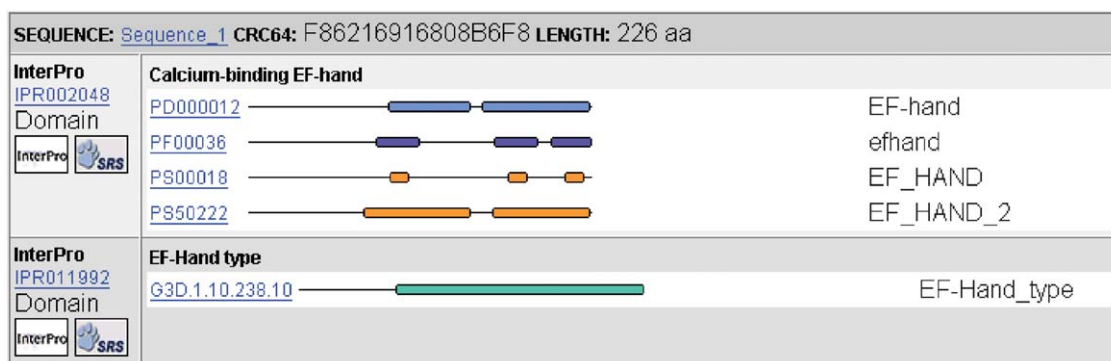 SEQUENCE: Sequence_1 CRC64: F86216916808B6F8 LENGTH: 226 aa
InterPro
IPR002048
Domain
InterPro SRS
Calcium-binding EF-hand
PD000012 EF-hand
PF00036 efhand
PS00018 EF_HAND
PS50222 EF_HAND_2
InterPro
IPR011992
Domain
InterPro SRS
EF-Hand type
G3D.1.10.238.10 EF-Hand_type